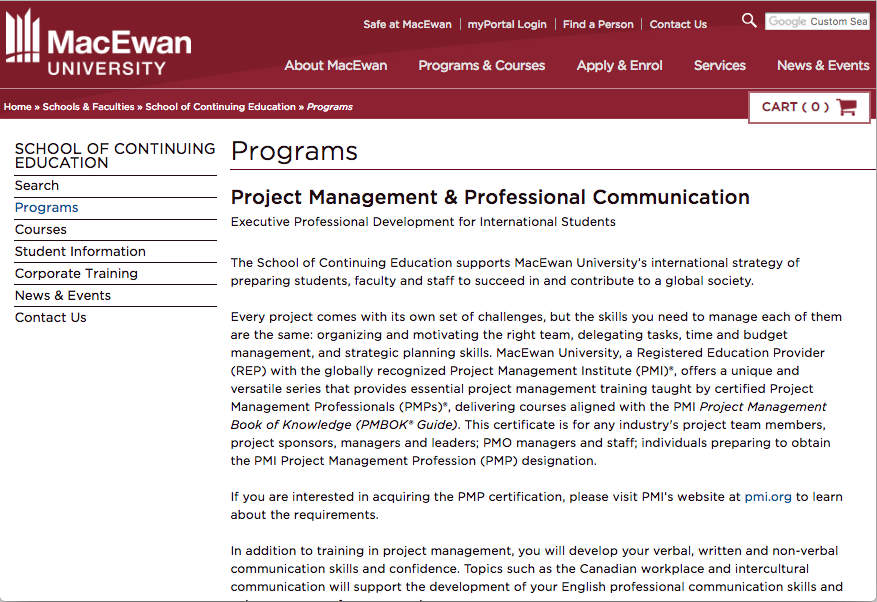 Safe at MacEwan myPortal Login Find a Person Contact Us Google Custom Sea
MacEwan
UNIVERSITY
About MacEwan Programs & Courses Apply & Enrol Services News & Events
Home » Schools & Faculties » School of Continuing Education » Programs
CART ( 0 )
SCHOOL OF CONTINUING
EDUCATION
Search
Programs
Courses
Student Information
Corporate Training
News & Events
Contact Us
Programs
Project Management & Professional Communication
Executive Professional Development for International Students
The School of Continuing Education supports MacEwan University's international strategy of
preparing students, faculty and staff to succeed in and contribute to a global society.
Every project comes with its own set of challenges, but the skills you need to manage each of them
are the same: organizing and motivating the right team, delegating tasks, time and budget
management, and strategic planning skills. MacEwan University, a Registered Education Provider
(REP) with the globally recognized Project Management Institute (PMI)®, offers a unique and
versatile series that provides essential project management training taught by certified Project
Management Professionals (PMPs)®, delivering courses aligned with the PMI Project Management
Book of Knowledge (PMBOK® Guide). This certificate is for any industry's project team members,
project sponsors, managers and leaders; PMO managers and staff; individuals preparing to obtain
the PMI Project Management Profession (PMP) designation.
If you are interested in acquiring the PMP certification, please visit PMI's website at pmi.org to learn
about the requirements.
In addition to training in project management, you will develop your verbal, written and non-verbal
communication skills and confidence. Topics such as the Canadian workplace and intercultural
communication will support the development of your English professional communication skills and